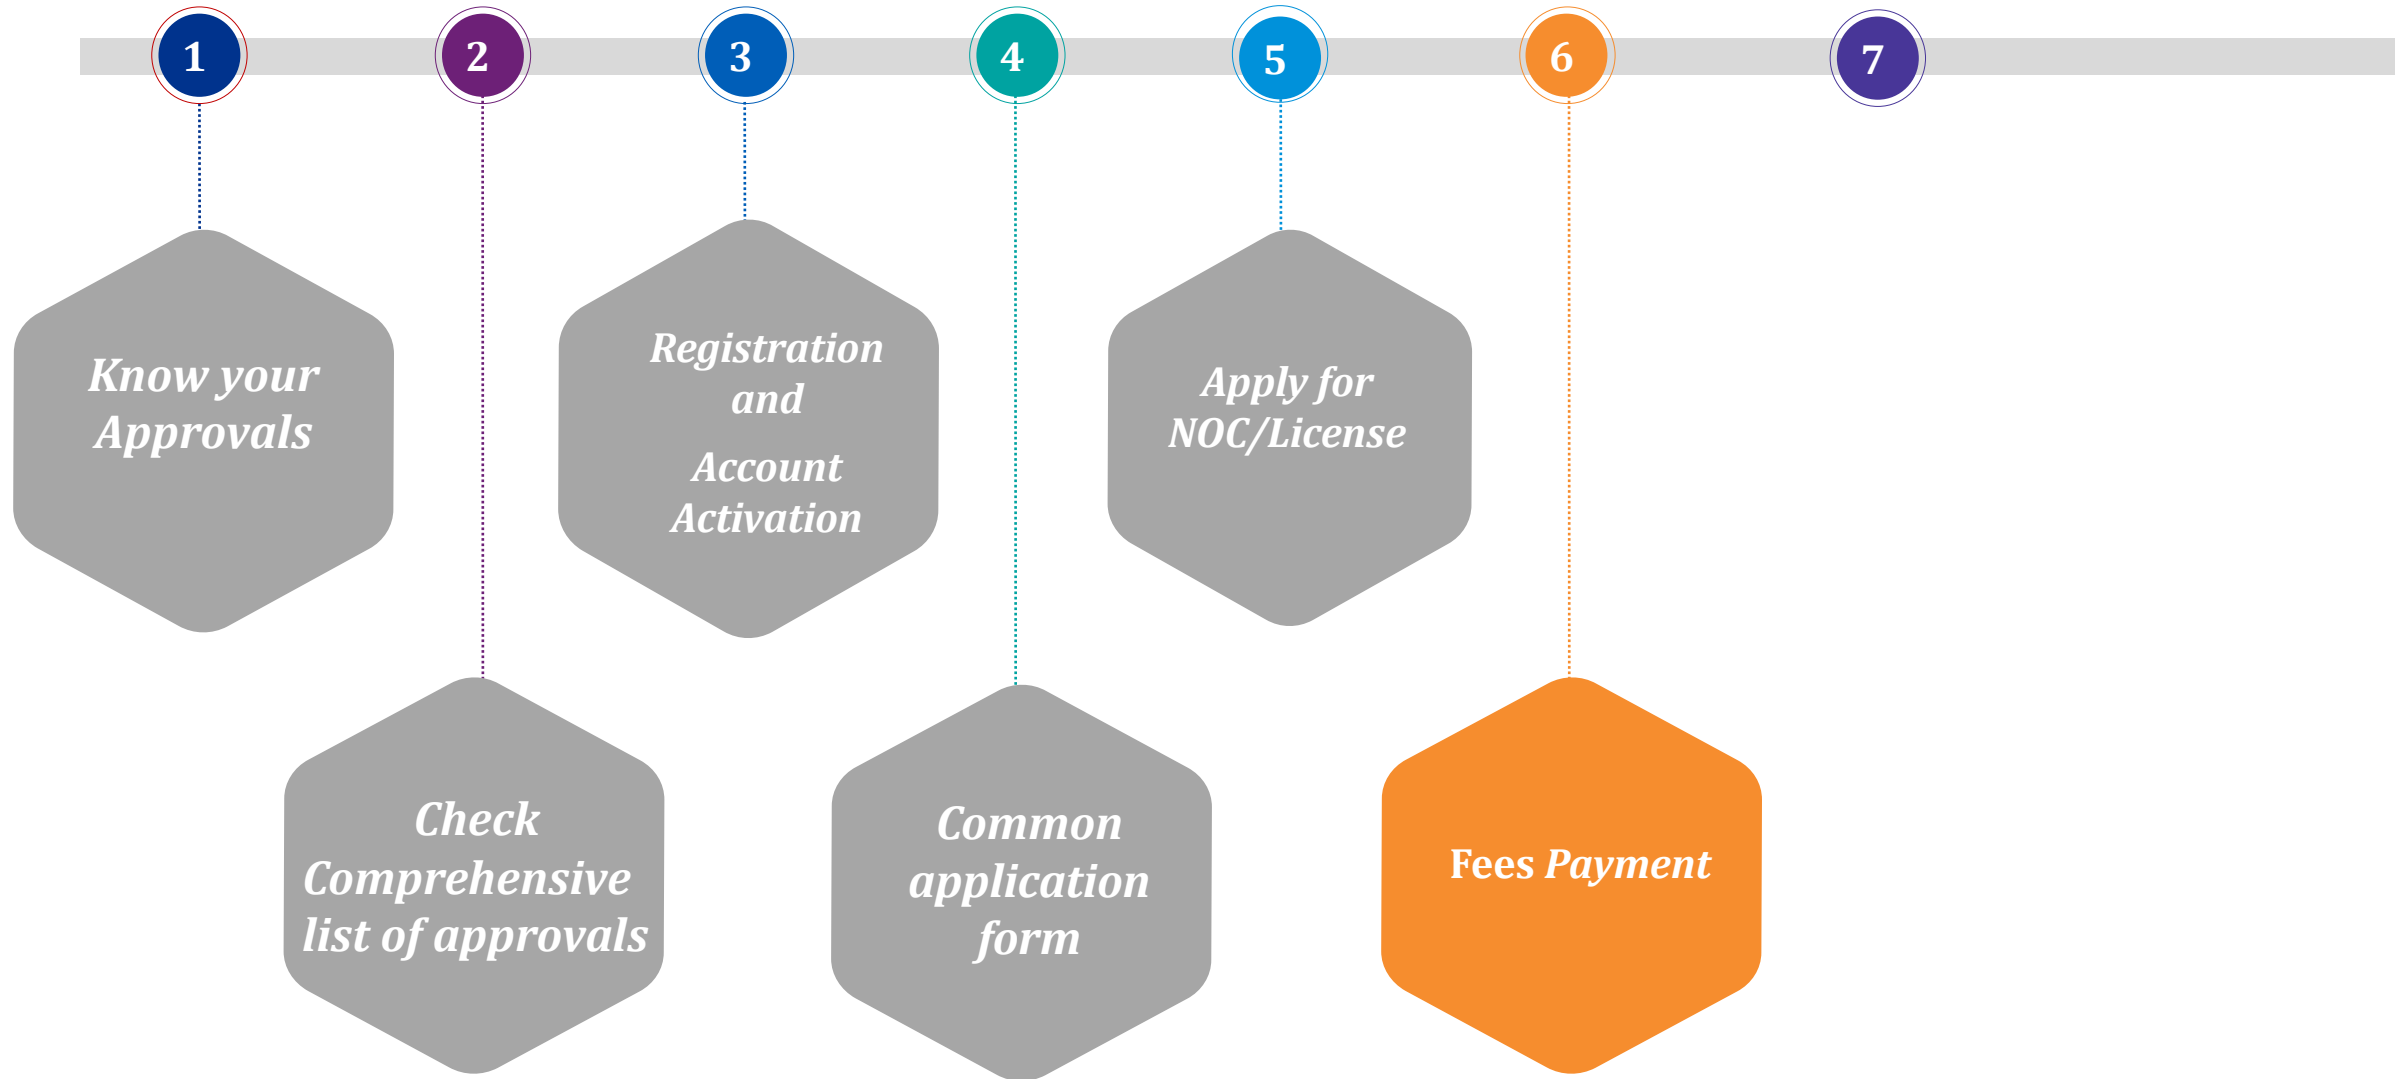 1
2
3
4
5
6
7
Know your
Approvals
Registration
and
Account
Activation
Apply for
NOC/License
Check
Comprehensive
list of approvals
Common
application
form
Fees Payment